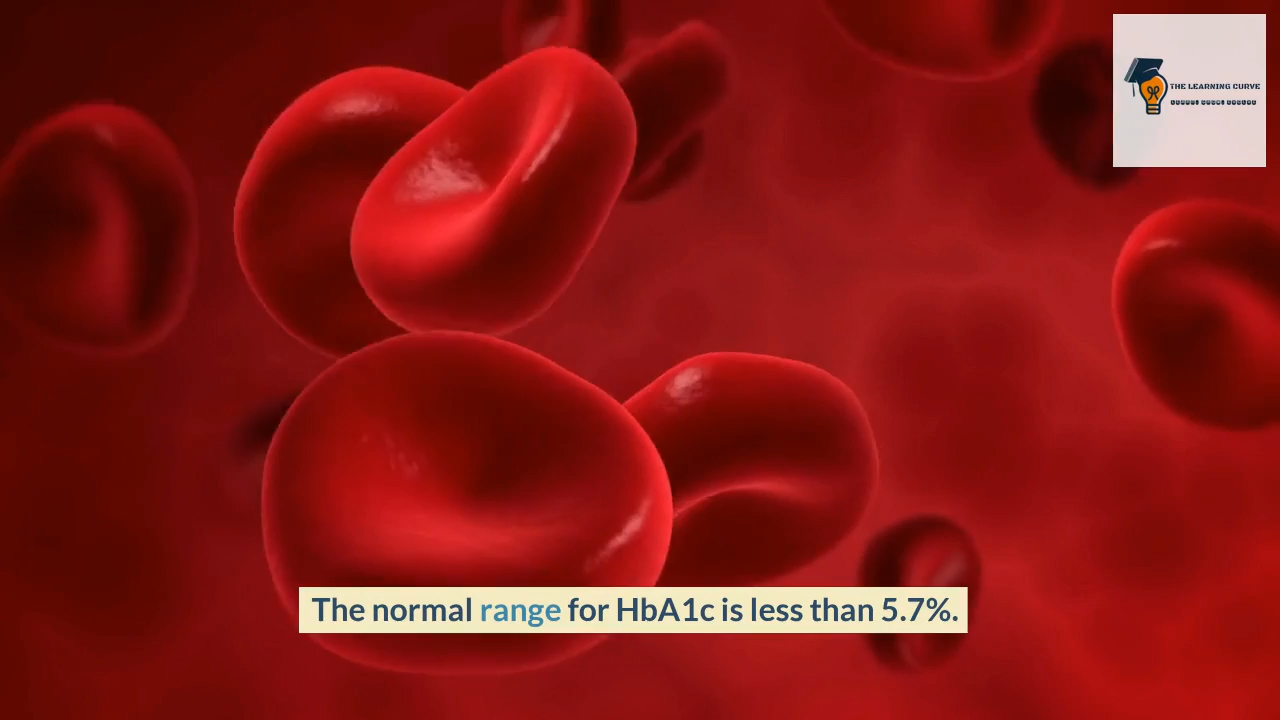 THE LEARNING CURVE
The normal range for HbA1c is less than 5.7%.